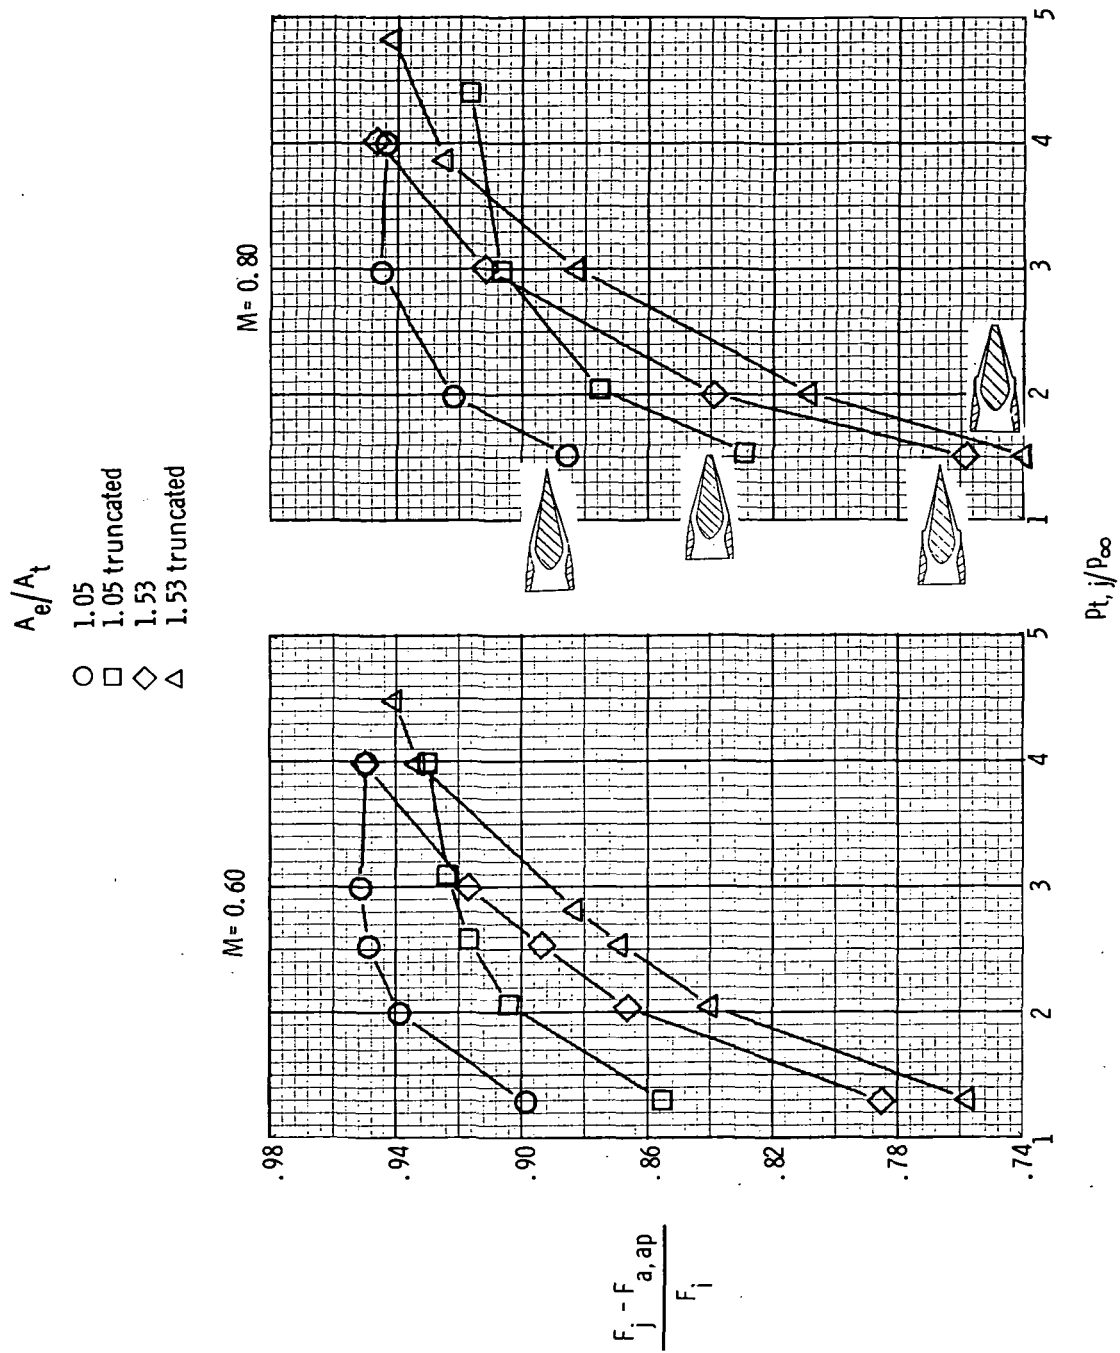 A_e/A_t
○ 1.05
□ 1.05 truncated
◇ 1.53
△ 1.53 truncated
M = 0.60
M = 0.80
F_j - F_a,ap
F_i
.98
.94
.90
.86
.82
.78
.74
1
2
3
4
5
1
2
3
4
5
p_t,j/p_∞